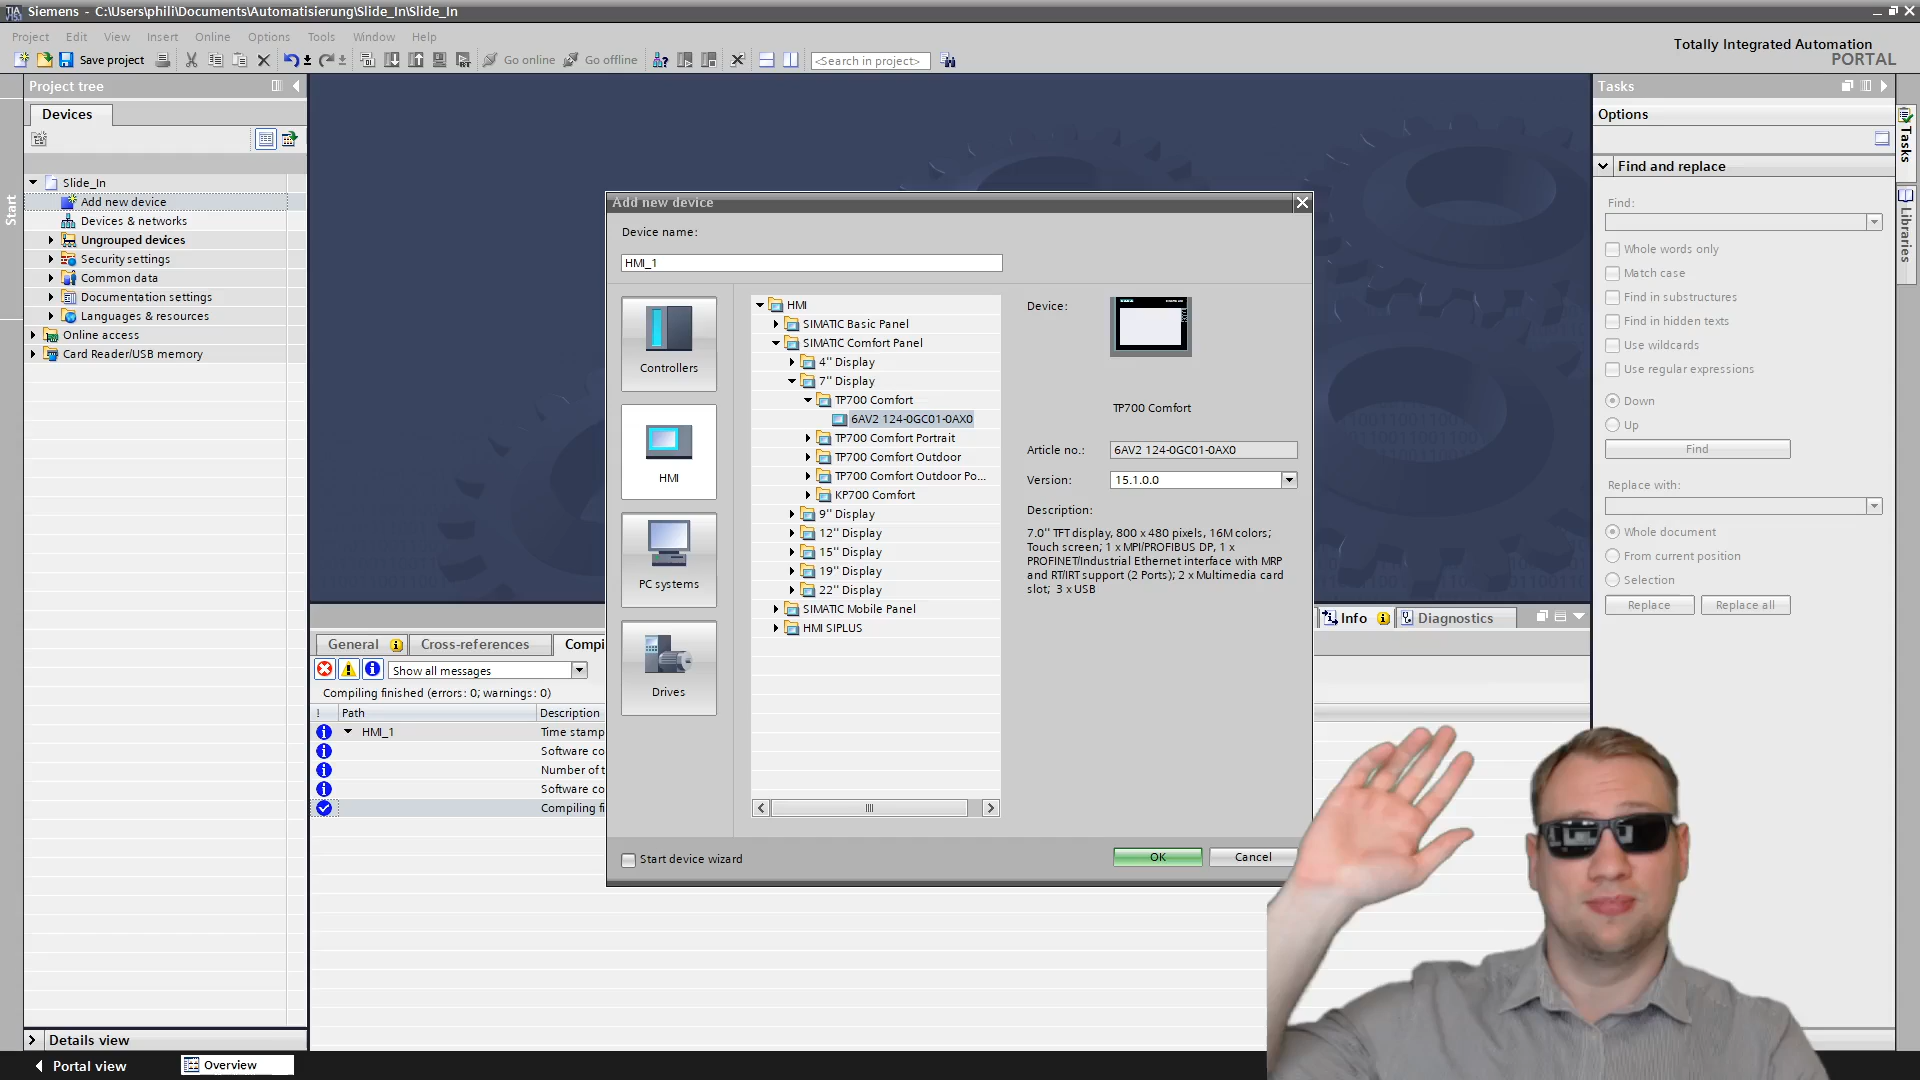 Siemens - C:\Users\phili\Documents\Automatisierung\Slide_In\Slide_In
Project Edit View Insert Online Options Tools Window Help
Save project
Go online
Go offline
<Search in project>
Totally Integrated Automation
PORTAL
Start
Project tree
Devices
Slide_In
Add new device
Devices & networks
Ungrouped devices
Security settings
Common data
Documentation settings
Languages & resources
Online access
Card Reader/USB memory
Details view
Portal view
Overview
Add new device
Device name:
HMI_1
Controllers
HMI
PC systems
Drives
HMI
SIMATIC Basic Panel
SIMATIC Comfort Panel
4'' Display
7'' Display
TP700 Comfort
6AV2 124-0GC01-0AX0
TP700 Comfort Portrait
TP700 Comfort Outdoor
TP700 Comfort Outdoor Po...
KP700 Comfort
9'' Display
12'' Display
15'' Display
19'' Display
22'' Display
SIMATIC Mobile Panel
HMI SIPLUS
Device:
TP700 Comfort
Article no.: 6AV2 124-0GC01-0AX0
Version: 15.1.0.0
Description:
7.0'' TFT display, 800 x 480 pixels, 16M colors;
Touch screen; 1 x MPI/PROFIBUS DP, 1 x
PROFINET/Industrial Ethernet interface with MRP
and RT/IRT support (2 Ports); 2 x Multimedia card
slot; 3 x USB
Start device wizard
OK
Cancel
General
Cross-references
Compi
Show all messages
Compiling finished (errors: 0; warnings: 0)
! Path Description
HMI_1 Time stamp
Software co
Number of t
Software co
Compiling fi
Info
Diagnostics
Tasks
Options
Find and replace
Find:
Whole words only
Match case
Find in substructures
Find in hidden texts
Use wildcards
Use regular expressions
Down
Up
Find
Replace with:
Whole document
From current position
Selection
Replace
Replace all
Tasks
Libraries